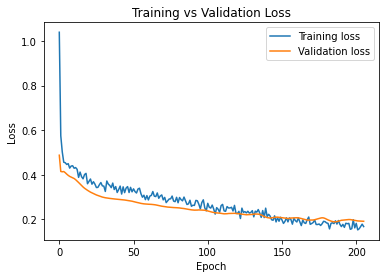 Training vs Validation Loss
Training loss
Validation loss
Loss
1.0
0.8
0.6
0.4
0.2
0 50 100 150 200
Epoch